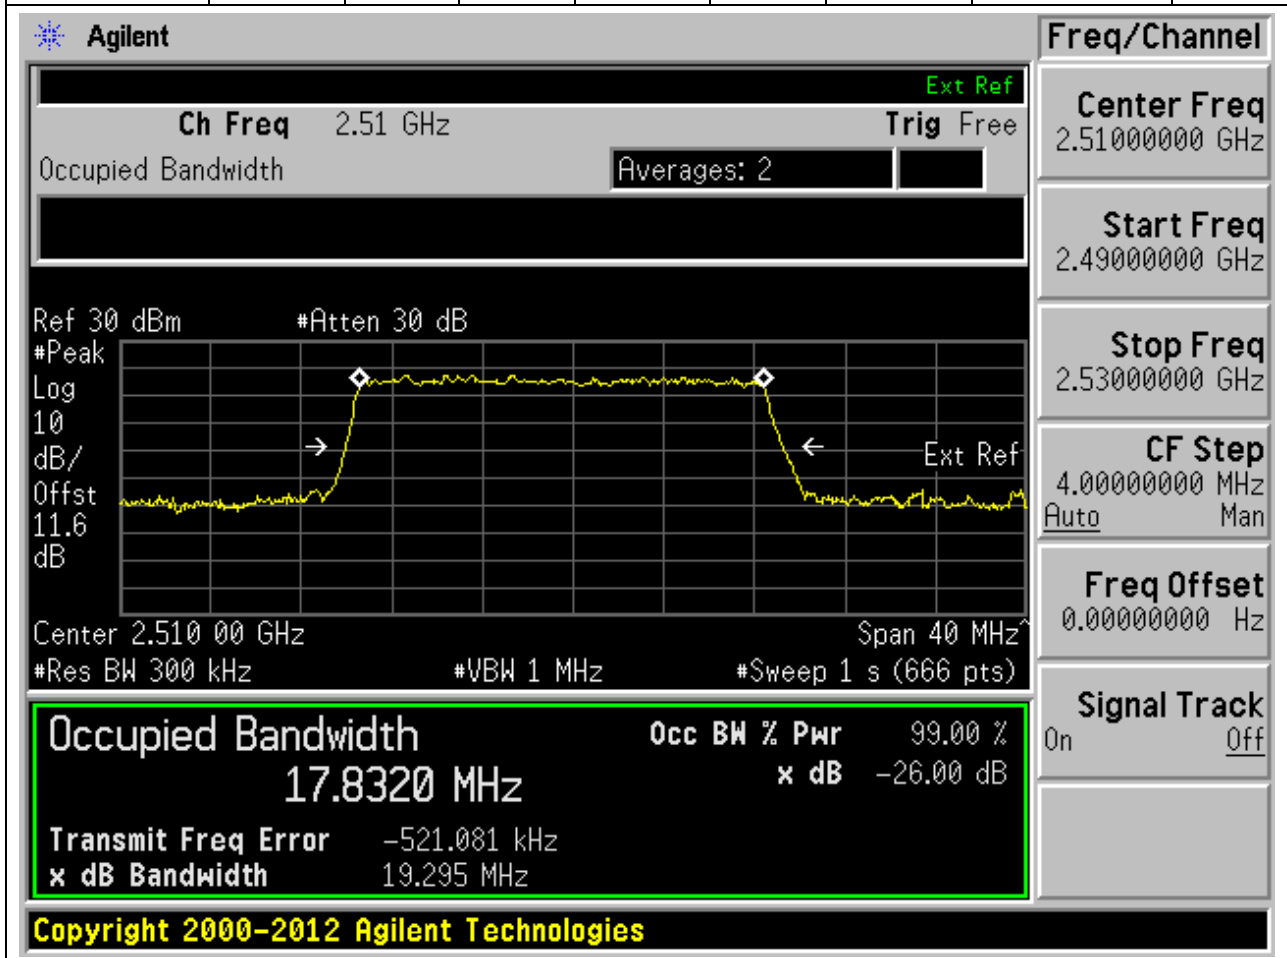 Agilent
Freq/Channel
Ext Ref
Ch Freq 2.51 GHz Trig Free
Occupied Bandwidth Averages: 2
Center Freq
2.51000000 GHz
Start Freq
2.49000000 GHz
Stop Freq
2.53000000 GHz
CF Step
4.00000000 MHz
Auto Man
Freq Offset
0.00000000 Hz
Signal Track
On Off
Ref 30 dBm #Atten 30 dB
#Peak
Log
10
dB/
Offst
11.6
dB
Ext Ref
Center 2.510 00 GHz Span 40 MHz^
#Res BW 300 kHz #VBW 1 MHz #Sweep 1 s (666 pts)
Occupied Bandwidth Occ BW % Pwr 99.00 %
17.8320 MHz x dB -26.00 dB
Transmit Freq Error -521.081 kHz
x dB Bandwidth 19.295 MHz
Copyright 2000-2012 Agilent Technologies